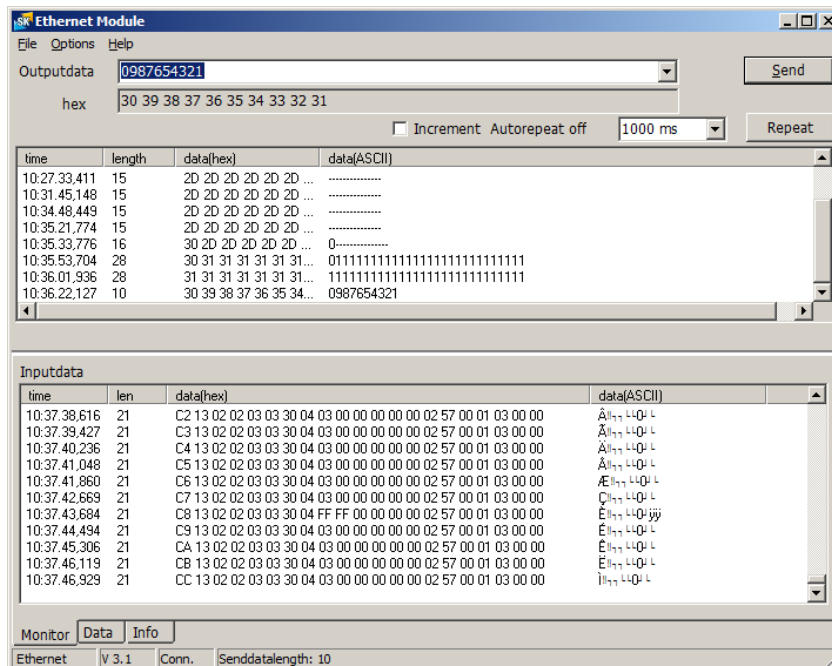 SK Ethernet Module
File Options Help
Outputdata 0987654321 Send
hex 30 39 38 37 36 35 34 33 32 31
Increment Autorepeat off 1000 ms Repeat
time length data(hex) data(ASCII)
10:27.33,411 15 2D 2D 2D 2D 2D 2D ... ---------------
10:31.45,148 15 2D 2D 2D 2D 2D 2D ... ---------------
10:34.48,449 15 2D 2D 2D 2D 2D 2D ... ---------------
10:35.21,774 15 2D 2D 2D 2D 2D 2D ... ---------------
10:35.33,776 16 30 2D 2D 2D 2D 2D ... 0---------------
10:35.53,704 28 30 31 31 31 31 31 31... 0111111111111111111111111111
10:36.01,936 28 31 31 31 31 31 31 31... 1111111111111111111111111111
10:36.22,127 10 30 39 38 37 36 35 34... 0987654321
Inputdata
time len data(hex) data(ASCII)
10:37.38,616 21 C2 13 02 02 03 03 30 04 03 00 00 00 00 00 02 57 00 01 03 00 00 Â‼┐┐└└0┘└
10:37.39,427 21 C3 13 02 02 03 03 30 04 03 00 00 00 00 00 02 57 00 01 03 00 00 Ã‼┐┐└└0┘└
10:37.40,236 21 C4 13 02 02 03 03 30 04 03 00 00 00 00 00 02 57 00 01 03 00 00 Ä‼┐┐└└0┘└
10:37.41,048 21 C5 13 02 02 03 03 30 04 03 00 00 00 00 00 02 57 00 01 03 00 00 Å‼┐┐└└0┘└
10:37.41,860 21 C6 13 02 02 03 03 30 04 03 00 00 00 00 00 02 57 00 01 03 00 00 Æ‼┐┐└└0┘└
10:37.42,669 21 C7 13 02 02 03 03 30 04 03 00 00 00 00 00 02 57 00 01 03 00 00 Ç‼┐┐└└0┘└
10:37.43,684 21 C8 13 02 02 03 03 30 04 FF FF 00 00 00 00 02 57 00 01 03 00 00 È‼┐┐└└0┘ÿÿ
10:37.44,494 21 C9 13 02 02 03 03 30 04 03 00 00 00 00 00 02 57 00 01 03 00 00 É‼┐┐└└0┘└
10:37.45,306 21 CA 13 02 02 03 03 30 04 03 00 00 00 00 00 02 57 00 01 03 00 00 Ê‼┐┐└└0┘└
10:37.46,119 21 CB 13 02 02 03 03 30 04 03 00 00 00 00 00 02 57 00 01 03 00 00 Ë‼┐┐└└0┘└
10:37.46,929 21 CC 13 02 02 03 03 30 04 03 00 00 00 00 00 02 57 00 01 03 00 00 Ì‼┐┐└└0┘└
Monitor Data Info
Ethernet V 3.1 Conn. Senddatalength: 10